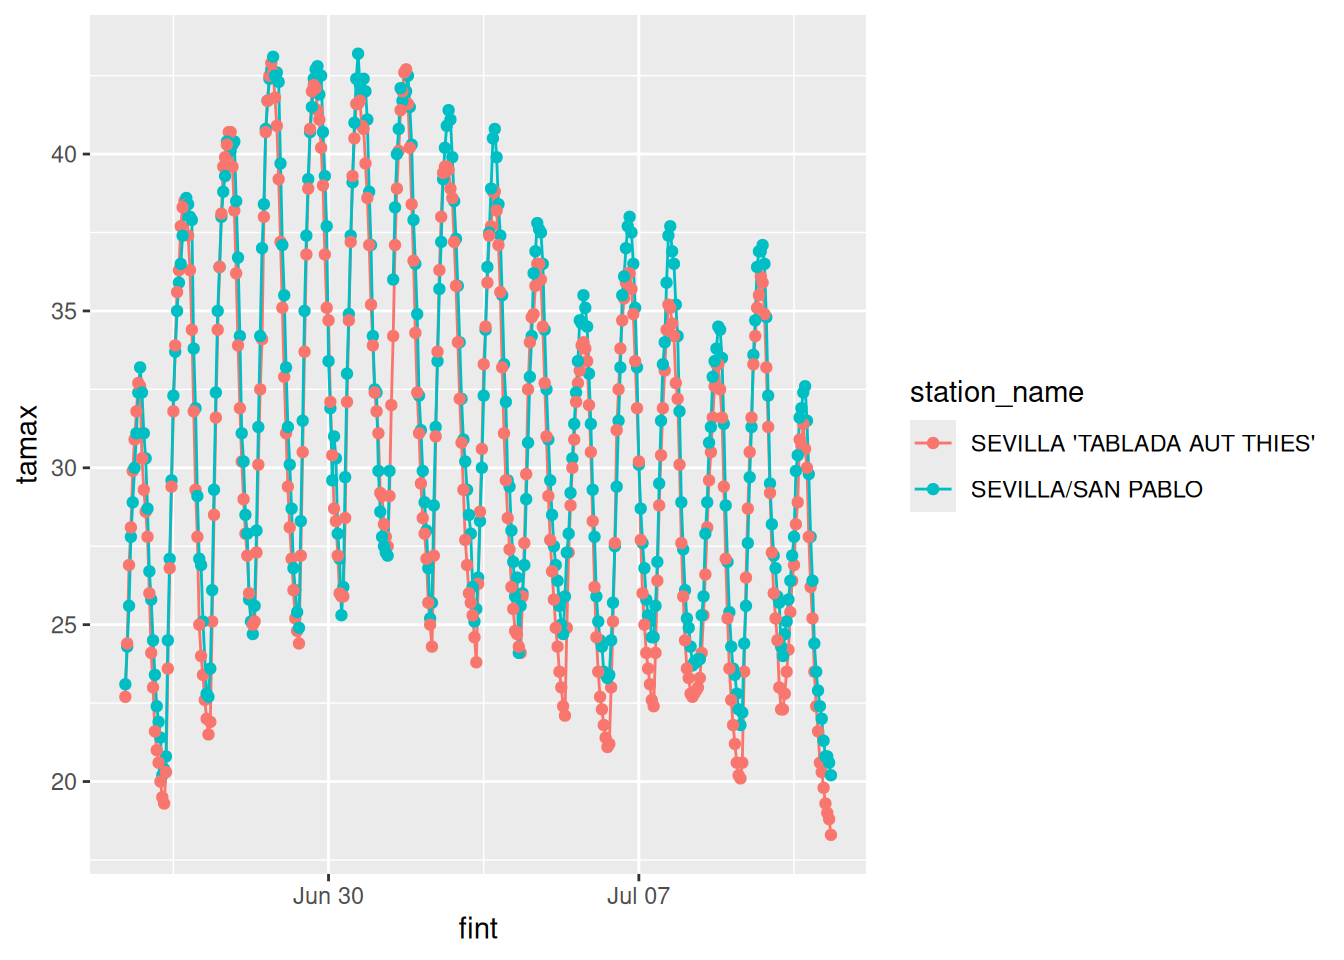 tamax
40
35
30
25
20
Jun 30
Jul 07
fint
station_name
SEVILLA 'TABLADA AUT THIES'
SEVILLA/SAN PABLO